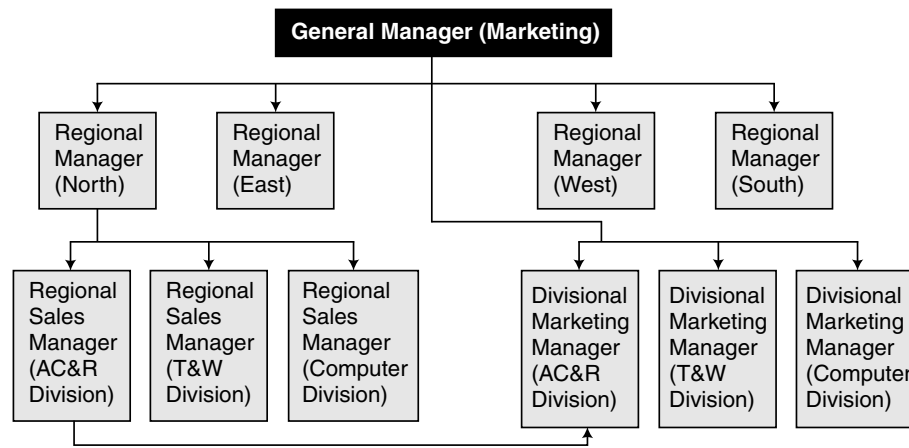 General Manager (Marketing)
Regional
Manager
(North)
Regional
Manager
(East)
Regional
Manager
(West)
Regional
Manager
(South)
Regional
Sales
Manager
(AC&R
Division)
Regional
Sales
Manager
(T&W
Division)
Regional
Sales
Manager
(Computer
Division)
Divisional
Marketing
Manager
(AC&R
Division)
Divisional
Marketing
Manager
(T&W
Division)
Divisional
Marketing
Manager
(Computer
Division)